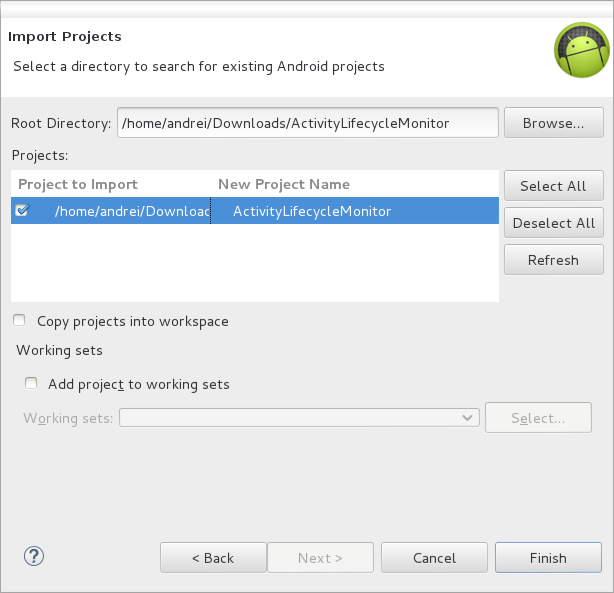 Import Projects
Select a directory to search for existing Android projects
Root Directory: /home/andrei/Downloads/ActivityLifecycleMonitor Browse...
Projects:
Project to Import New Project Name
Select All
/home/andrei/Downloac ActivityLifecycleMonitor
Deselect All
Refresh
Copy projects into workspace
Working sets
Add project to working sets
Working sets: Select...
? < Back Next > Cancel Finish